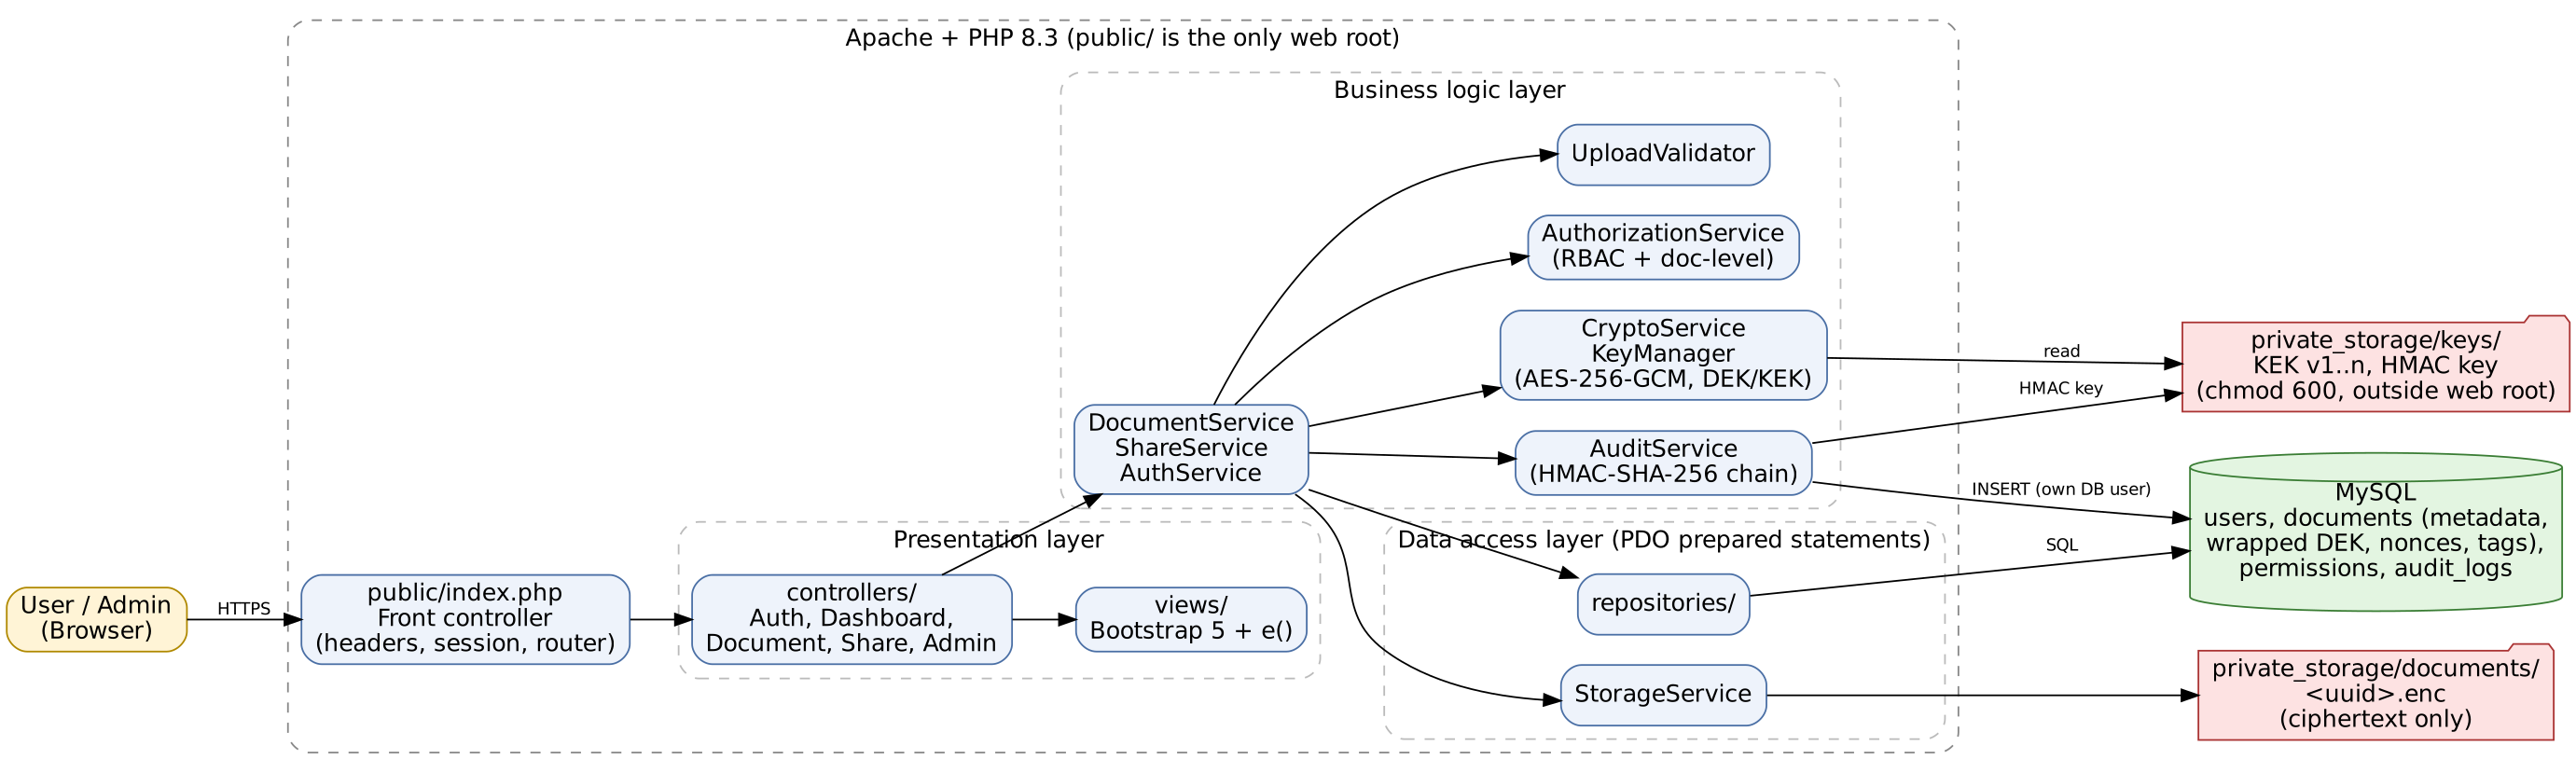 Apache + PHP 8.3 (public/ is the only web root)
Business logic layer
UploadValidator
AuthorizationService
(RBAC + doc-level)
CryptoService
KeyManager
(AES-256-GCM, DEK/KEK)
read
private_storage/keys/
KEK v1..n, HMAC key
(chmod 600, outside web root)
HMAC key
DocumentService
ShareService
AuthService
AuditService
(HMAC-SHA-256 chain)
INSERT (own DB user)
MySQL
users, documents (metadata,
wrapped DEK, nonces, tags),
permissions, audit_logs
SQL
Presentation layer
Data access layer (PDO prepared statements)
User / Admin
(Browser)
HTTPS
public/index.php
Front controller
(headers, session, router)
controllers/
Auth, Dashboard,
Document, Share, Admin
views/
Bootstrap 5 + e()
repositories/
StorageService
private_storage/documents/
<uuid>.enc
(ciphertext only)